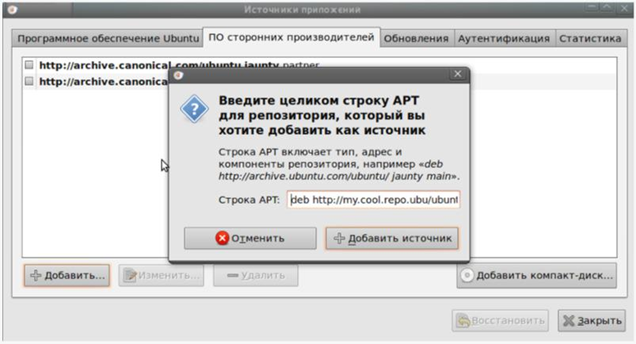 Источники приложений
Программное обеспечение Ubuntu ПО сторонних производителей Обновления Аутентификация Статистика
http://archive.canonical.com/ubuntu jaunty partner
http://archive.cano
Введите целиком строку APT
для репозитория, который вы
хотите добавить как источник
Строка APT включает тип, адрес и
компоненты репозитория, например «deb
http://archive.ubuntu.com/ubuntu/ jaunty main».
Строка APT: deb http://my.cool.repo.ubu/ubunt
Отменить Добавить источник
Добавить... Изменить... Удалить Добавить компакт-диск...
Восстановить Закрыть